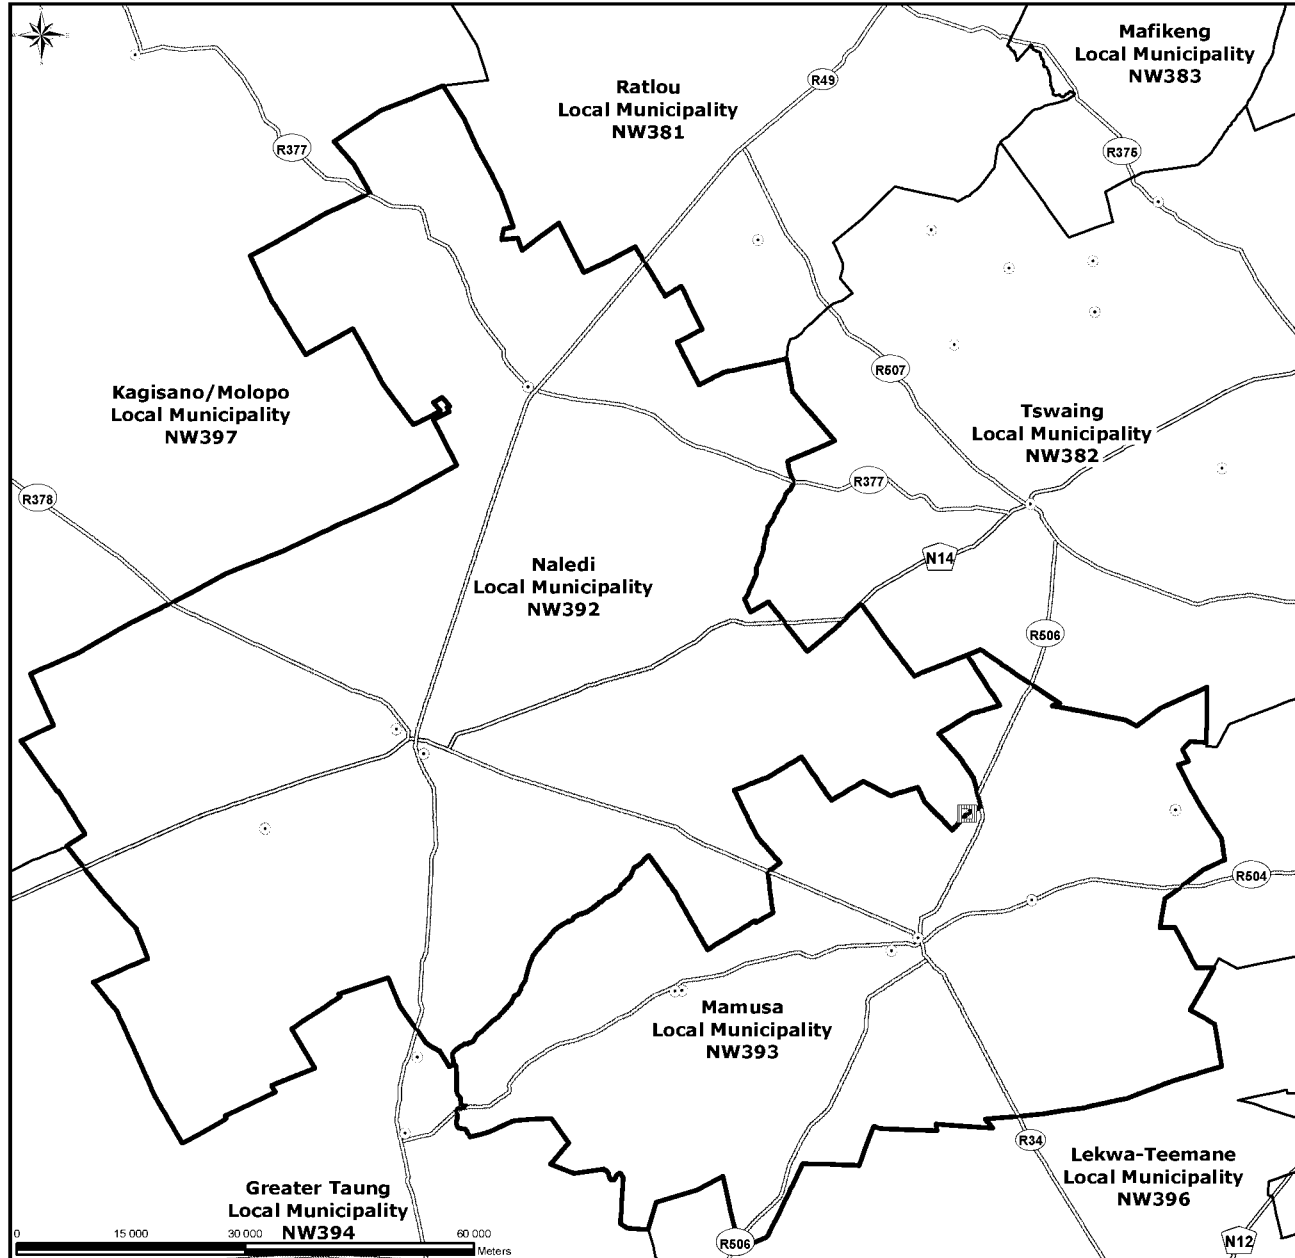 Mafikeng
Local Municipality
NW383
Ratlou
Local Municipality
NW381
R49
R377
R375
R507
Kagisano/Molopo
Local Municipality
NW397
Tswaing
Local Municipality
NW382
R377
R378
N14
Naledi
Local Municipality
NW392
R506
R504
Mamusa
Local Municipality
NW393
R34
Lekwa-Teemane
Local Municipality
NW396
Greater Taung
Local Municipality
NW394
0 15 000 30 000 60 000
Meters
R506
N12